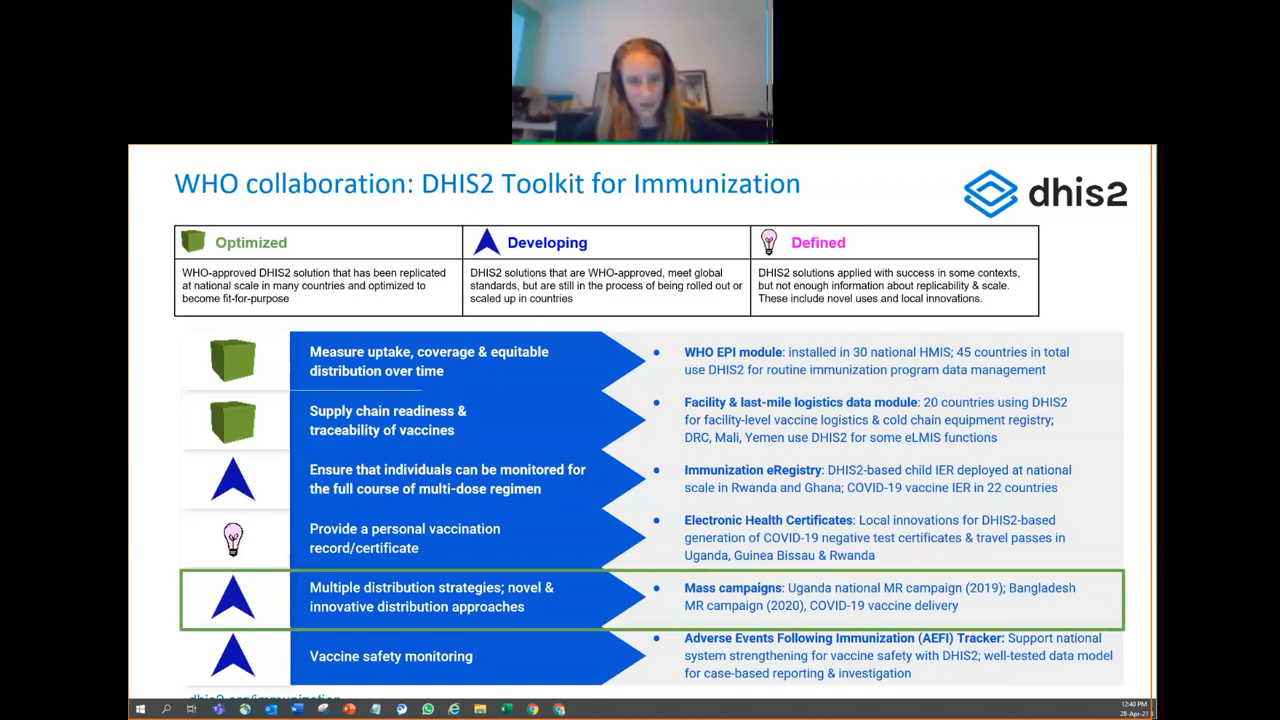 WHO collaboration: DHIS2 Toolkit for Immunization
dhis2
Optimized
Developing
Defined
WHO-approved DHIS2 solution that has been replicated
at national scale in many countries and optimized to
become fit-for-purpose
DHIS2 solutions that are WHO-approved, meet global
standards, but are still in the process of being rolled out or
scaled up in countries
DHIS2 solutions applied with success in some contexts,
but not enough information about replicability & scale.
These include novel uses and local innovations.
Measure uptake, coverage & equitable
distribution over time
• WHO EPI module: installed in 30 national HMIS; 45 countries in total
use DHIS2 for routine immunization program data management
Supply chain readiness &
traceability of vaccines
• Facility & last-mile logistics data module: 20 countries using DHIS2
for facility-level vaccine logistics & cold chain equipment registry;
DRC, Mali, Yemen use DHIS2 for some eLMIS functions
Ensure that individuals can be monitored for
the full course of multi-dose regimen
• Immunization eRegistry: DHIS2-based child IER deployed at national
scale in Rwanda and Ghana; COVID-19 vaccine IER in 22 countries
Provide a personal vaccination
record/certificate
• Electronic Health Certificates: Local innovations for DHIS2-based
generation of COVID-19 negative test certificates & travel passes in
Uganda, Guinea Bissau & Rwanda
Multiple distribution strategies; novel &
innovative distribution approaches
• Mass campaigns: Uganda national MR campaign (2019); Bangladesh
MR campaign (2020), COVID-19 vaccine delivery
Vaccine safety monitoring
• Adverse Events Following Immunization (AEFI) Tracker: Support national
system strengthening for vaccine safety with DHIS2; well-tested data model
for case-based reporting & investigation
dhis2.org/immunization
12:40 PM
28-Apr-21